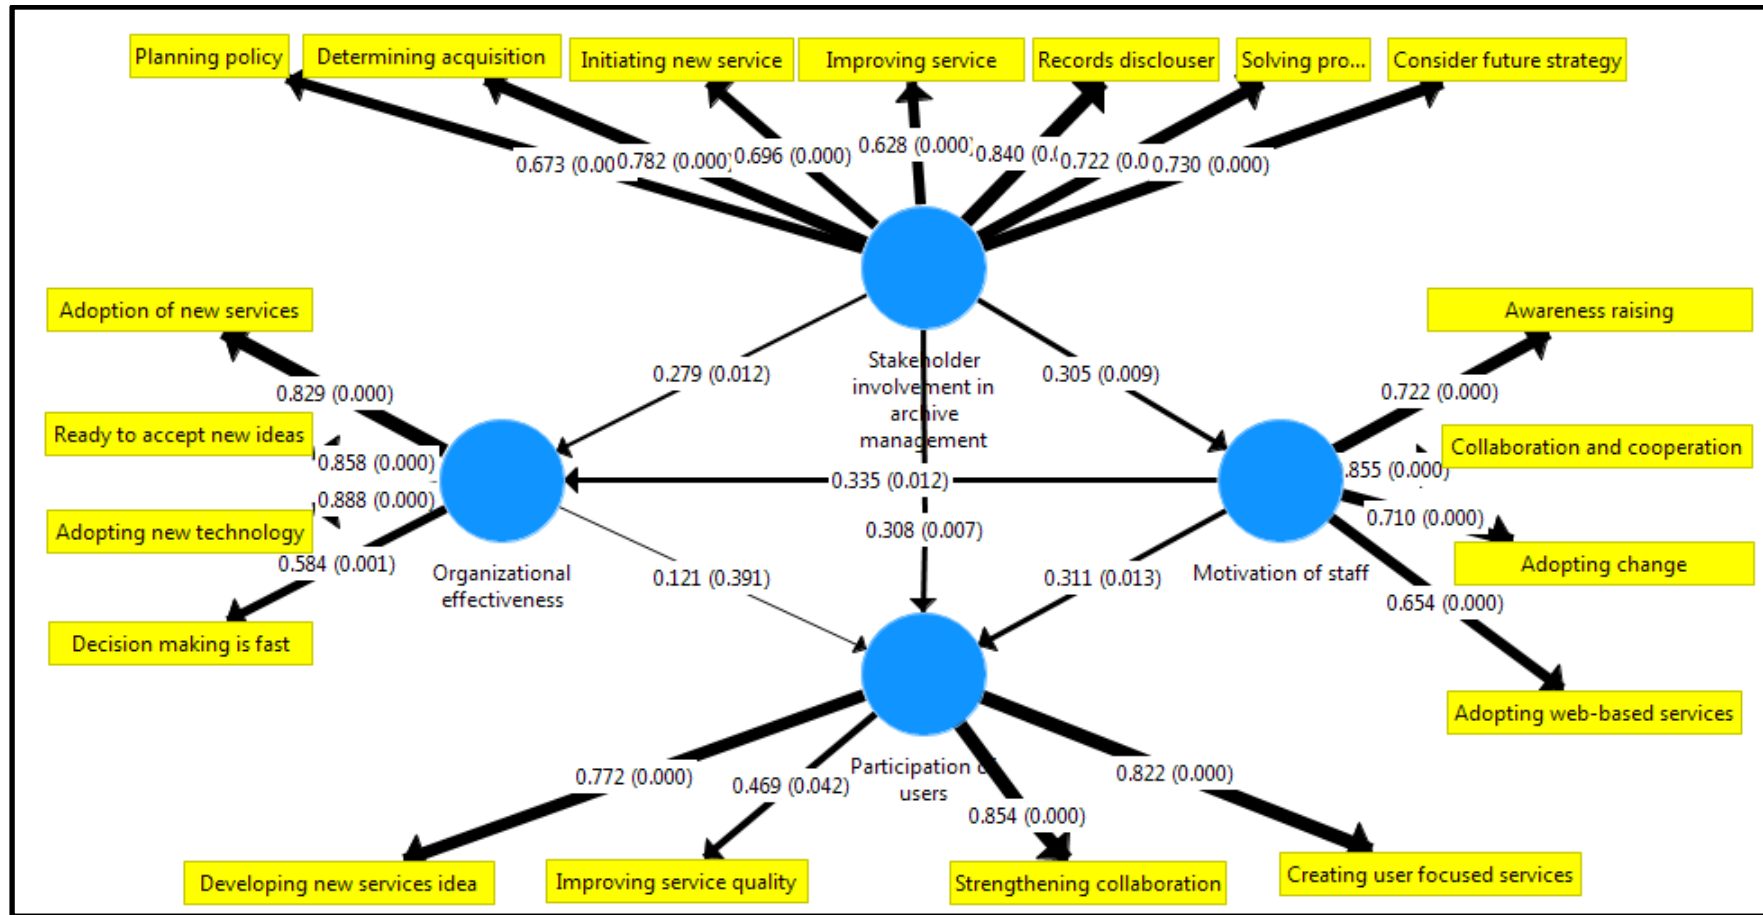 Planning policy
Determining acquisition
Initiating new service
Improving service
Records disclouser
Solving pro...
Consider future strategy
0.673 (0.00
0.782 (0.000)
0.696 (0.000)
0.628 (0.000)
0.840 (0.
0.722 (0.0
0.730 (0.000)
Adoption of new services
Awareness raising
0.829 (0.000)
0.279 (0.012)
Stakeholder
involvement in
archive
management
0.305 (0.009)
0.722 (0.000)
Ready to accept new ideas
0.858 (0.000)
Collaboration and cooperation
.855 (0.000)
0.888 (0.000)
0.335 (0.012)
0.710 (0.000)
Adopting new technology
0.308 (0.007)
Adopting change
0.584 (0.001)
Organizational
effectiveness
0.121 (0.391)
0.311 (0.013)
Motivation of staff
0.654 (0.000)
Decision making is fast
Adopting web-based services
0.772 (0.000)
0.469 (0.042)
Participation of
users
0.822 (0.000)
0.854 (0.000)
Developing new services idea
Improving service quality
Strengthening collaboration
Creating user focused services